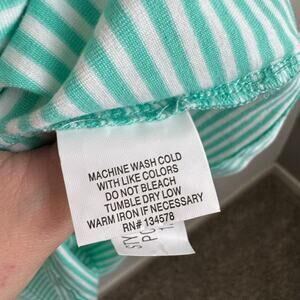 MACHINE WASH COLD
WITH LIKE COLORS
DO NOT BLEACH
TUMBLE DRY LOW
WARM IRON IF NECESSARY
RN# 134578